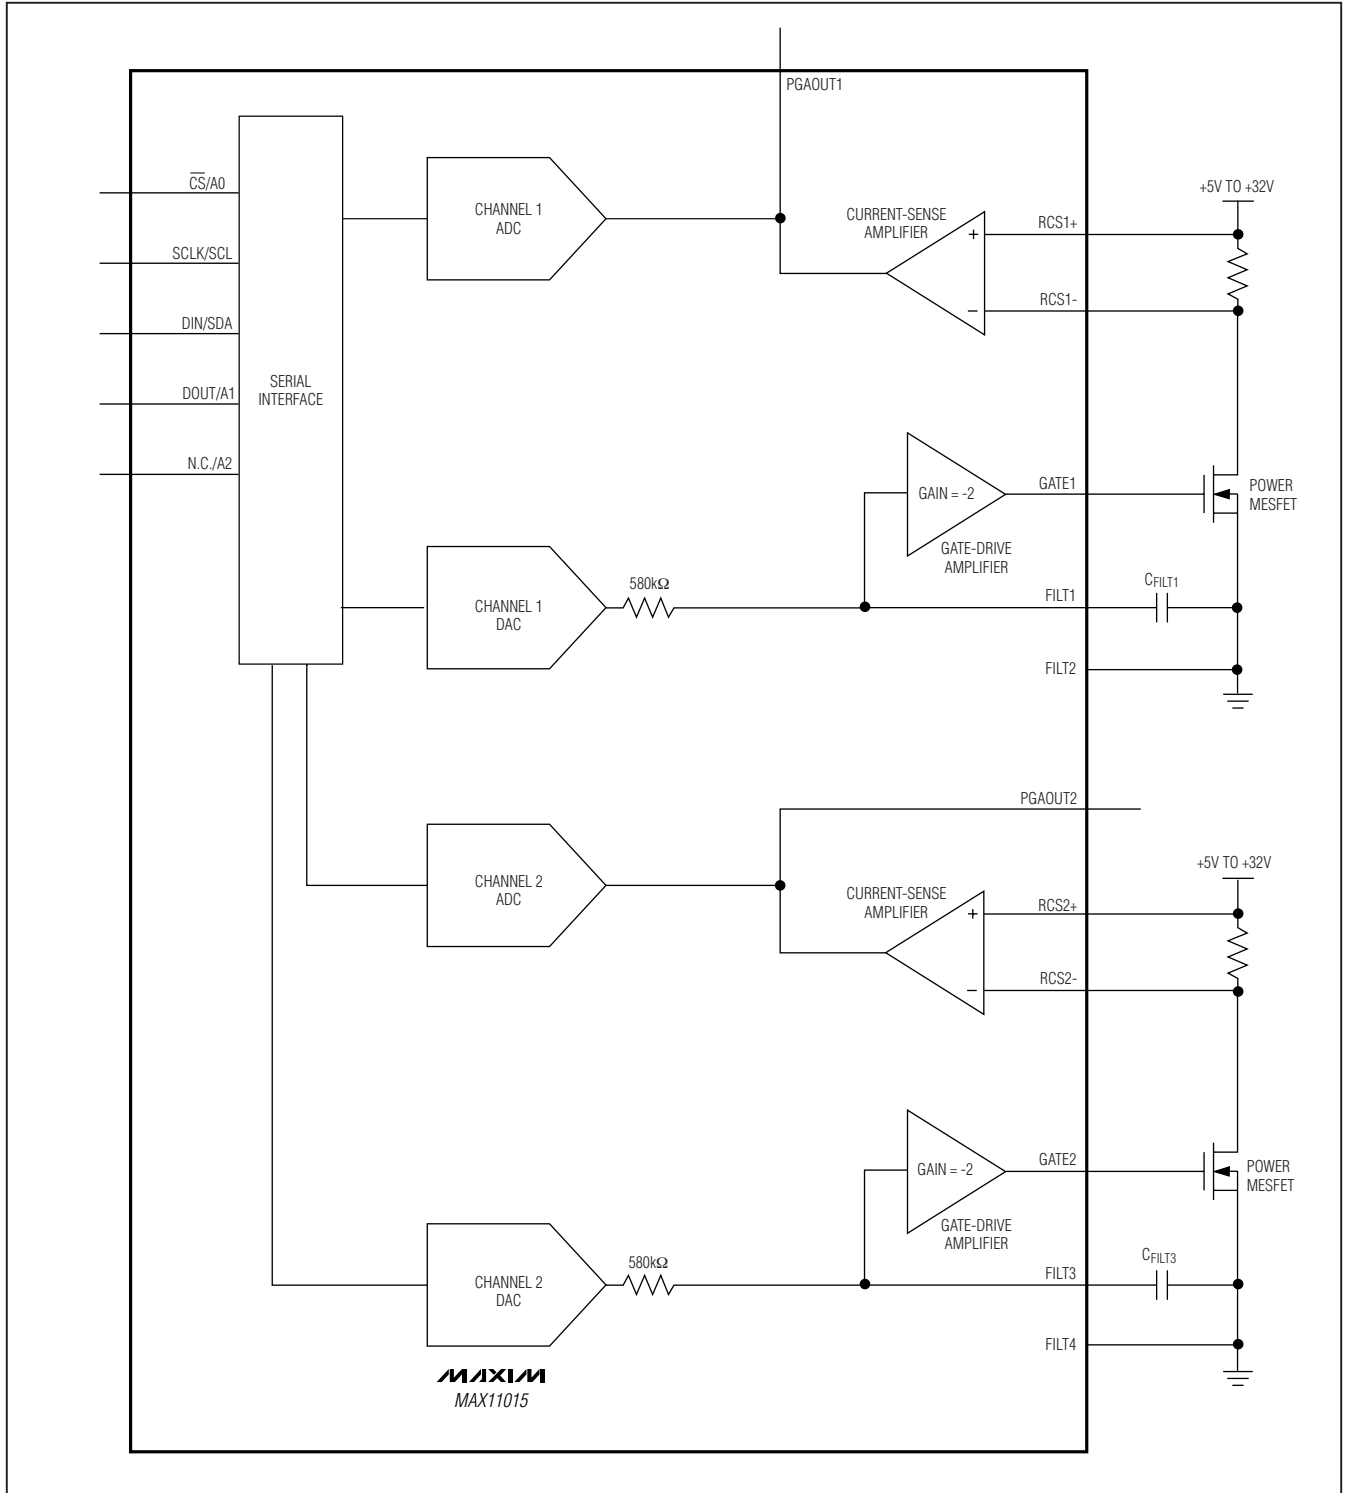 PGAOUT1
CS/A0
SCLK/SCL
DIN/SDA
DOUT/A1
N.C./A2
SERIAL
INTERFACE
CHANNEL 1
ADC
CURRENT-SENSE
AMPLIFIER
+
−
RCS1+
RCS1-
+5V TO +32V
GAIN = -2
GATE-DRIVE
AMPLIFIER
GATE1
POWER
MESFET
CHANNEL 1
DAC
580kΩ
FILT1
CFILT1
FILT2
PGAOUT2
CHANNEL 2
ADC
CURRENT-SENSE
AMPLIFIER
+
−
RCS2+
RCS2-
+5V TO +32V
GAIN = -2
GATE-DRIVE
AMPLIFIER
GATE2
POWER
MESFET
CHANNEL 2
DAC
580kΩ
FILT3
CFILT3
FILT4
MAXIM
MAX11015